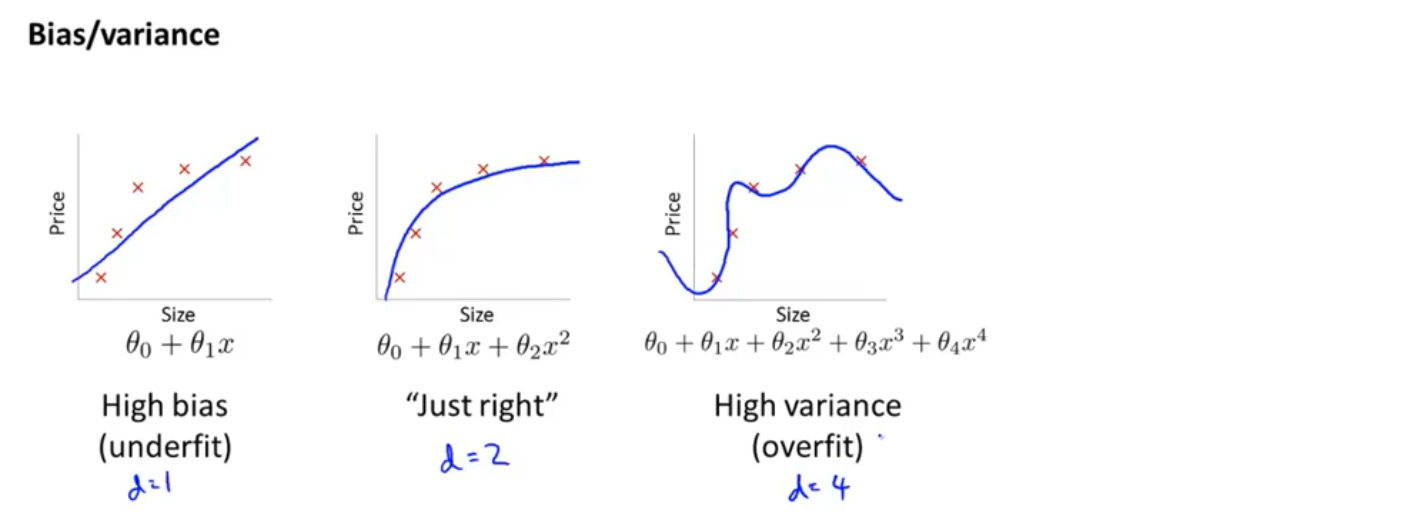 Bias/variance
Price
Size
θ₀ + θ₁x
High bias
(underfit)
d=1
Price
Size
θ₀ + θ₁x + θ₂x²
“Just right”
d=2
Price
Size
θ₀ + θ₁x + θ₂x² + θ₃x³ + θ₄x⁴
High variance
(overfit)
d=4